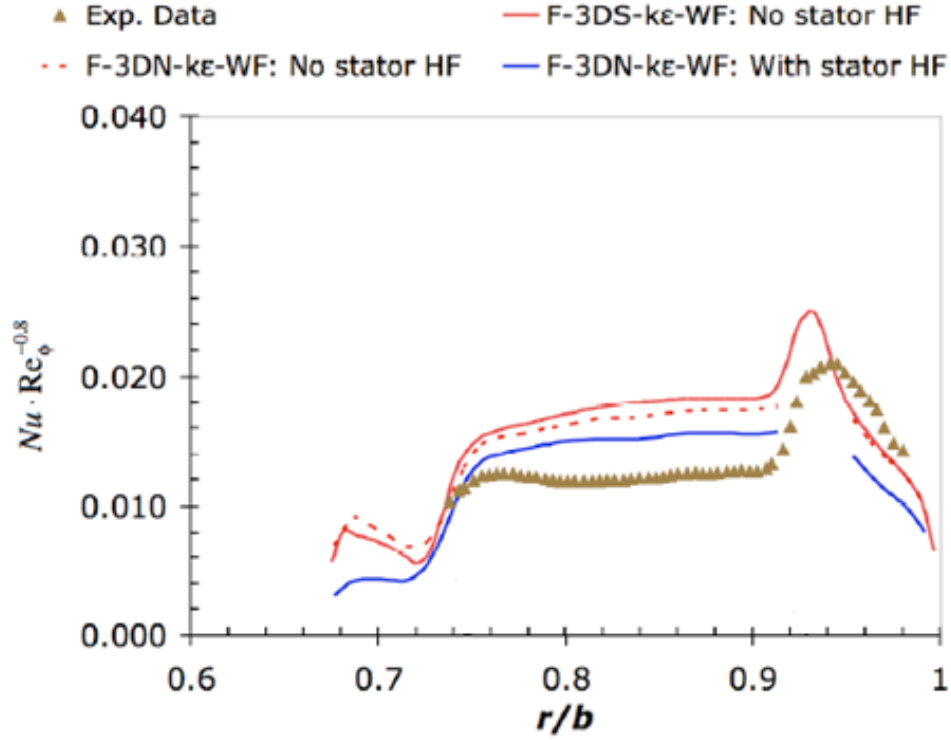 Exp. Data
F-3DS-kε-WF: No stator HF
F-3DN-kε-WF: No stator HF
F-3DN-kε-WF: With stator HF
0.040
0.030
0.020
0.010
0.000
Nu · Re_ϕ^−0.8
0.6 0.7 0.8 0.9 1
r/b